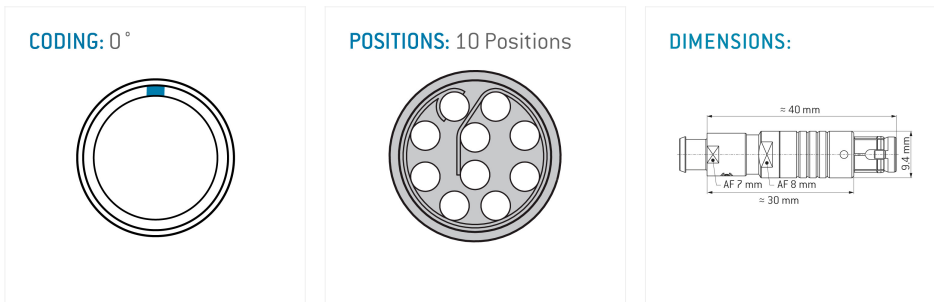 CODING: 0°
POSITIONS: 10 Positions
DIMENSIONS:
≈ 40 mm
9.4 mm
AF 7 mm
AF 8 mm
≈ 30 mm